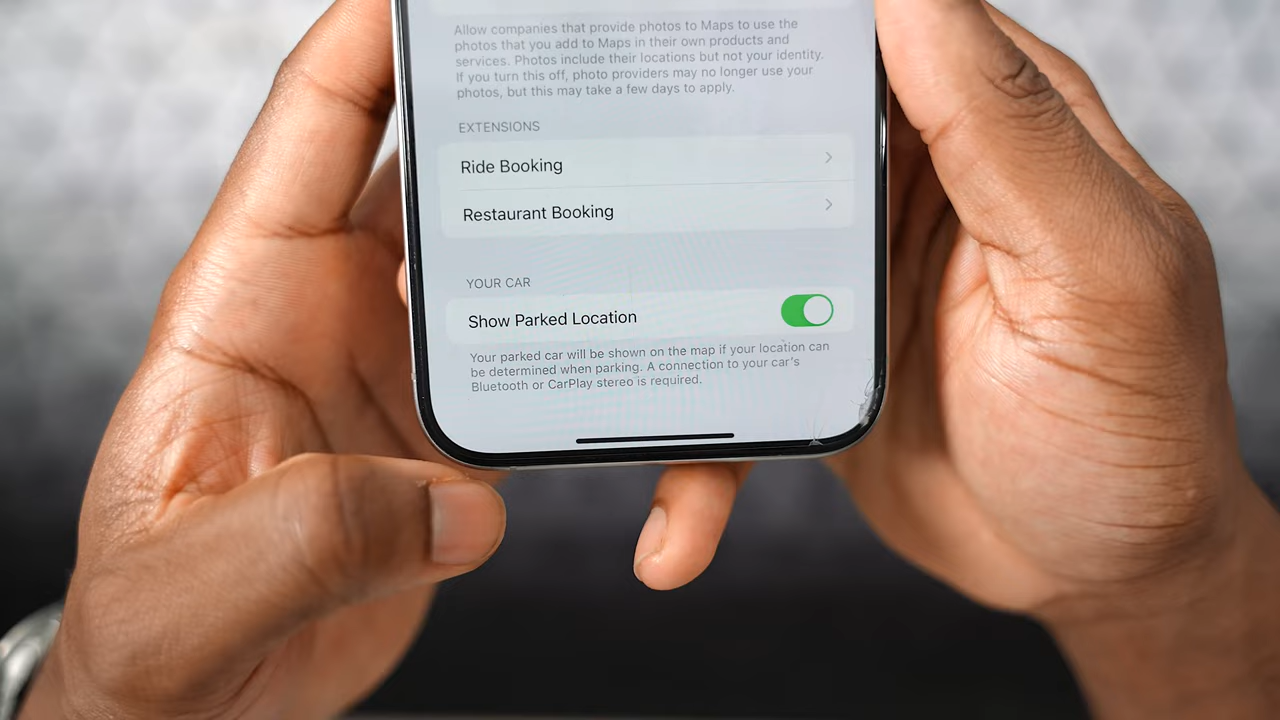 Allow companies that provide photos to Maps to use the
photos that you add to Maps in their own products and
services. Photos include their locations but not your identity.
If you turn this off, photo providers may no longer use your
photos, but this may take a few days to apply.
EXTENSIONS
Ride Booking
Restaurant Booking
YOUR CAR
Show Parked Location
Your parked car will be shown on the map if your location can
be determined when parking. A connection to your car’s
Bluetooth or CarPlay stereo is required.